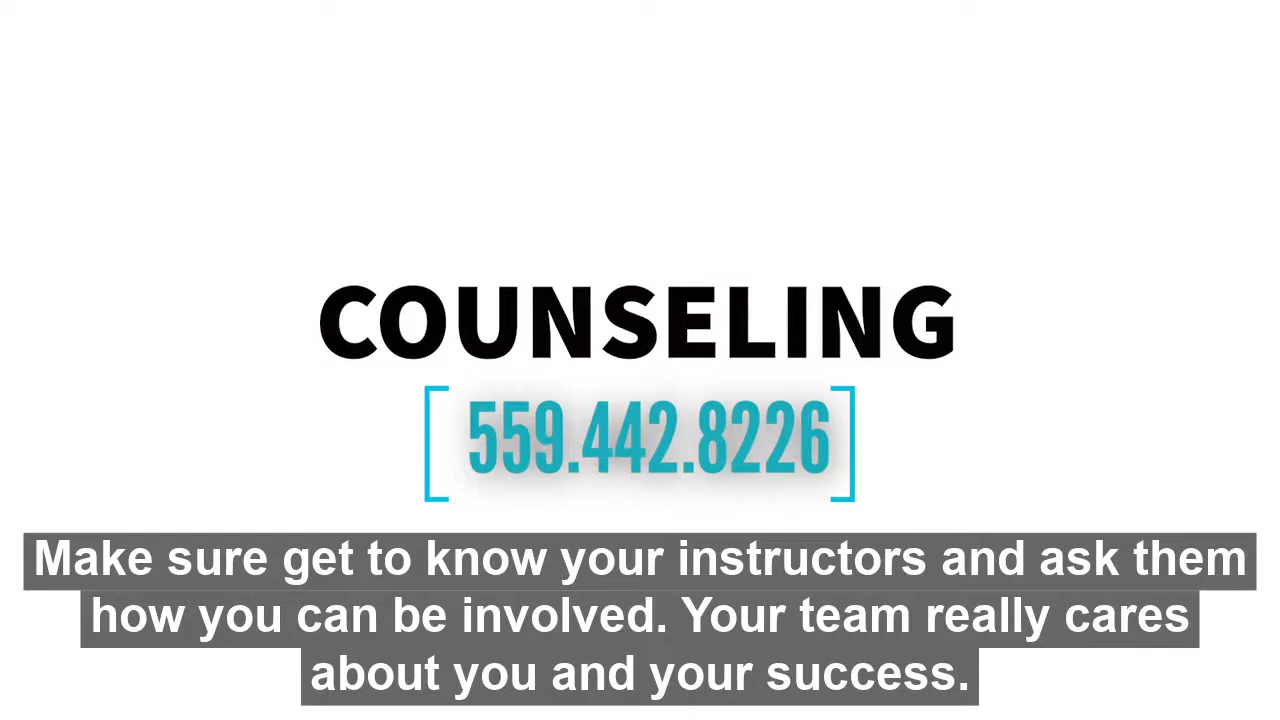 COUNSELING
[ 559.442.8226 ]
Make sure get to know your instructors and ask them
how you can be involved. Your team really cares
about you and your success.